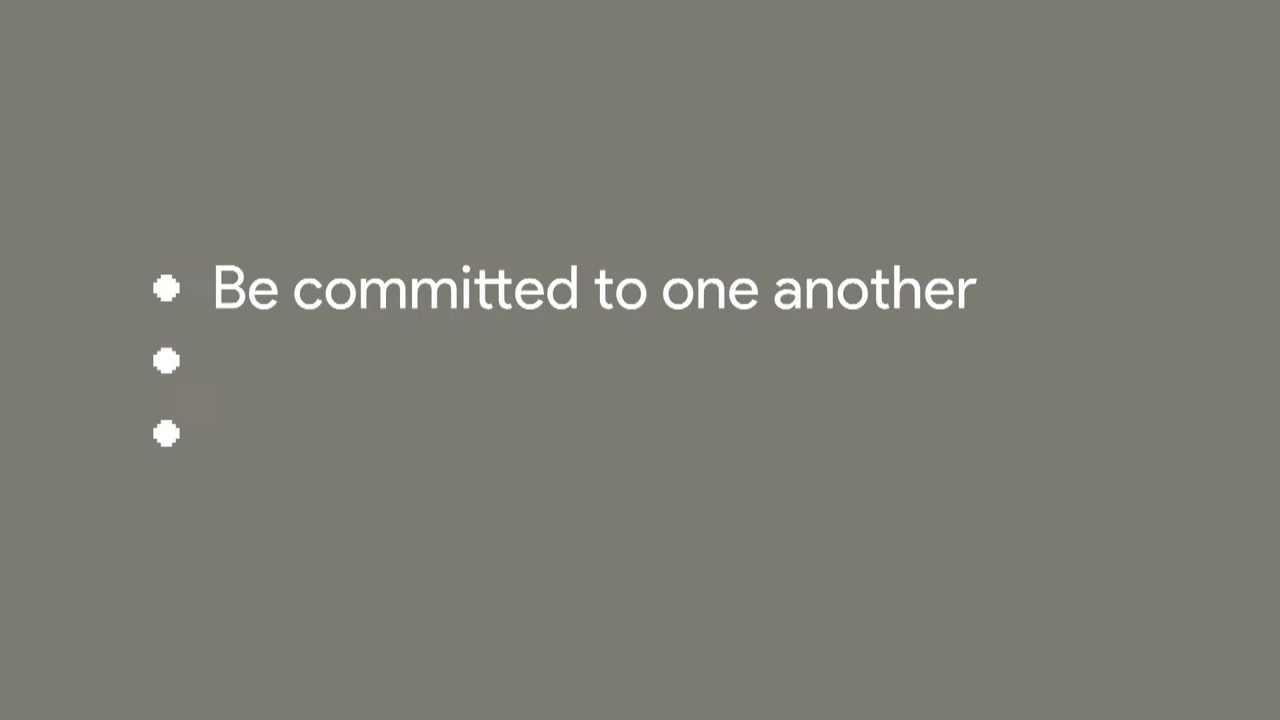 • Be committed to one another
•
•